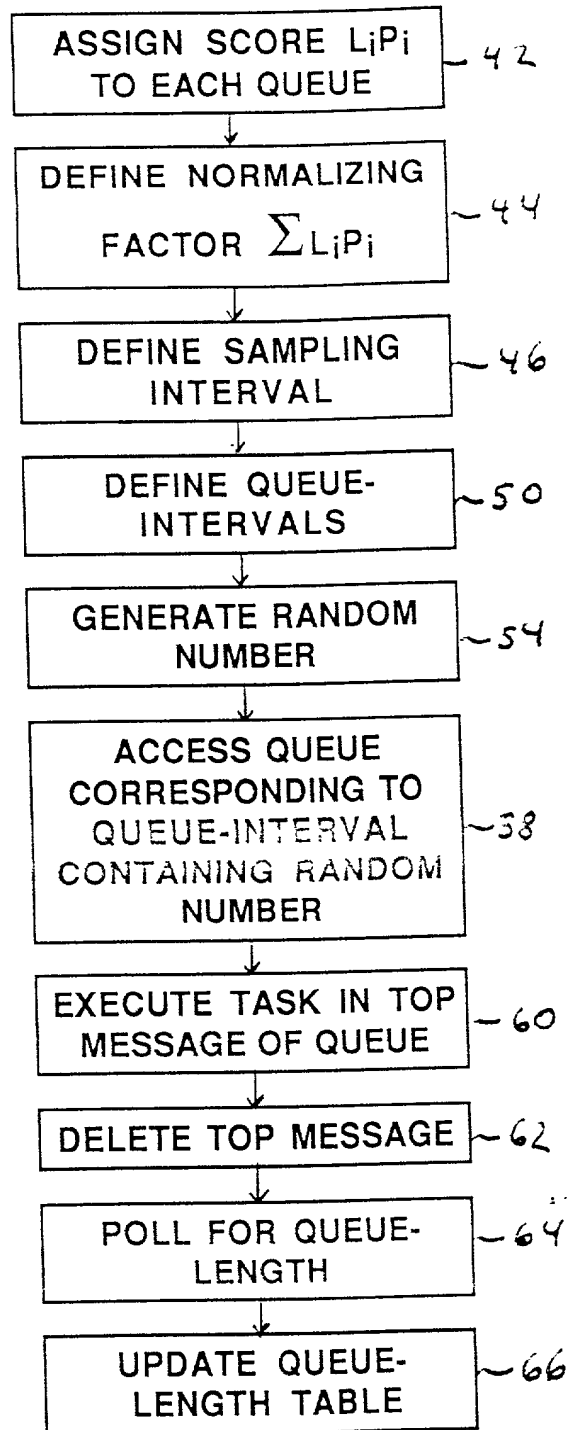 ASSIGN SCORE LiPi
TO EACH QUEUE
42
DEFINE NORMALIZING
FACTOR ∑LiPi
44
DEFINE SAMPLING
INTERVAL
46
DEFINE QUEUE-
INTERVALS
50
GENERATE RANDOM
NUMBER
54
ACCESS QUEUE
CORRESPONDING TO
QUEUE-INTERVAL
CONTAINING RANDOM
NUMBER
38
EXECUTE TASK IN TOP
MESSAGE OF QUEUE
60
DELETE TOP MESSAGE
62
POLL FOR QUEUE-
LENGTH
64
UPDATE QUEUE-
LENGTH TABLE
66